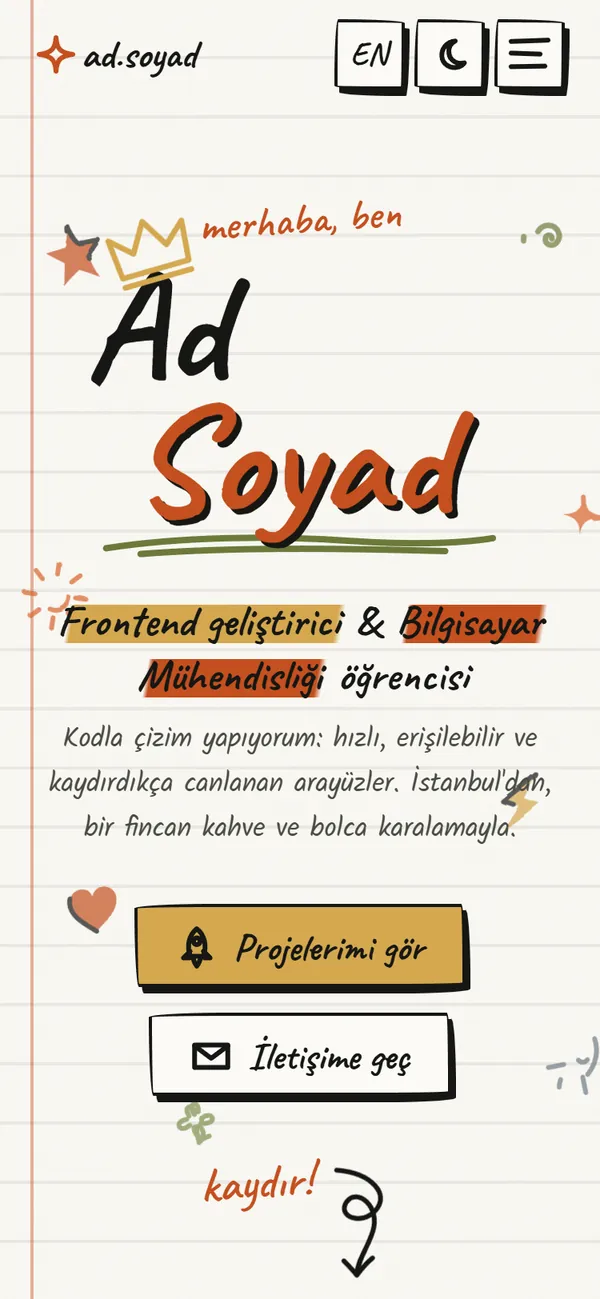 ad.soyad
EN
merhaba, ben
Ad
Soyad
Frontend geliştirici & Bilgisayar
Mühendisliği öğrencisi
Kodla çizim yapıyorum: hızlı, erişilebilir ve
kaydırdıkça canlanan arayüzler. İstanbul'dan,
bir fincan kahve ve bolca karalamayla.
Projelerimi gör
İletişime geç
kaydır!